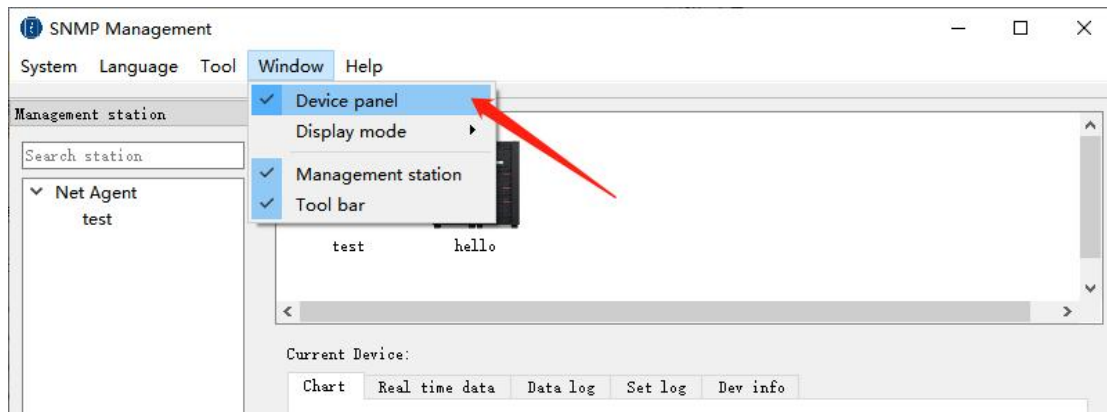 SNMP Management
System Language Tool Window Help
Management station
Search station
Net Agent
test
Device panel
Display mode
Management station
Tool bar
test hello
Current Device:
Chart Real time data Data log Set log Dev info